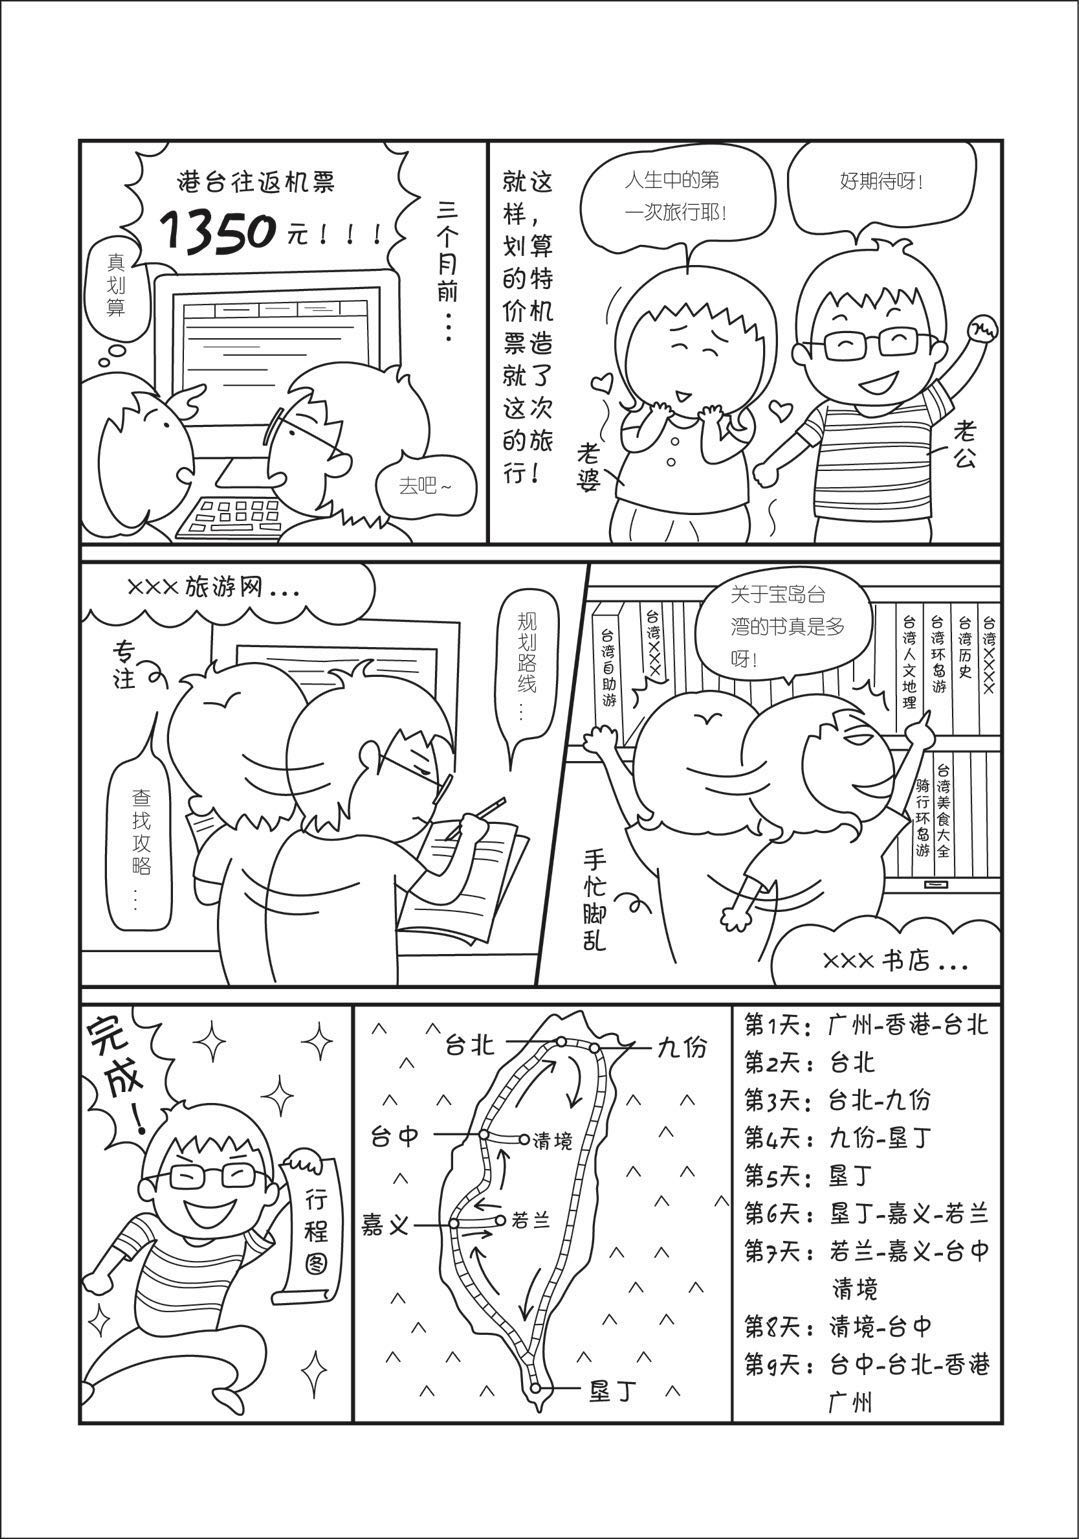 港台往返机票
1350元！！！
真划算
三个月前…
去吧~
就这
样，
划算
的特
价机
票造
就了
这次
的旅
行！
人生中的第
一次旅行耶！
好期待呀！
老婆
老公
×××旅游网...
专注
规划路线…
查找攻略…
关于宝岛台
湾的书真是多
呀！
台湾自助游
台湾XXX
台湾人文地理
台湾环岛游
台湾历史
台湾XXXX
骑行环岛游
台湾美食大全
手忙脚乱
×××书店...
完成！
行程图
台北
九份
台中
清境
嘉义
若兰
垦丁
第1天：广州-香港-台北
第2天：台北
第3天：台北-九份
第4天：九份-垦丁
第5天：垦丁
第6天：垦丁-嘉义-若兰
第7天：若兰-嘉义-台中
清境
第8天：清境-台中
第9天：台中-台北-香港
广州